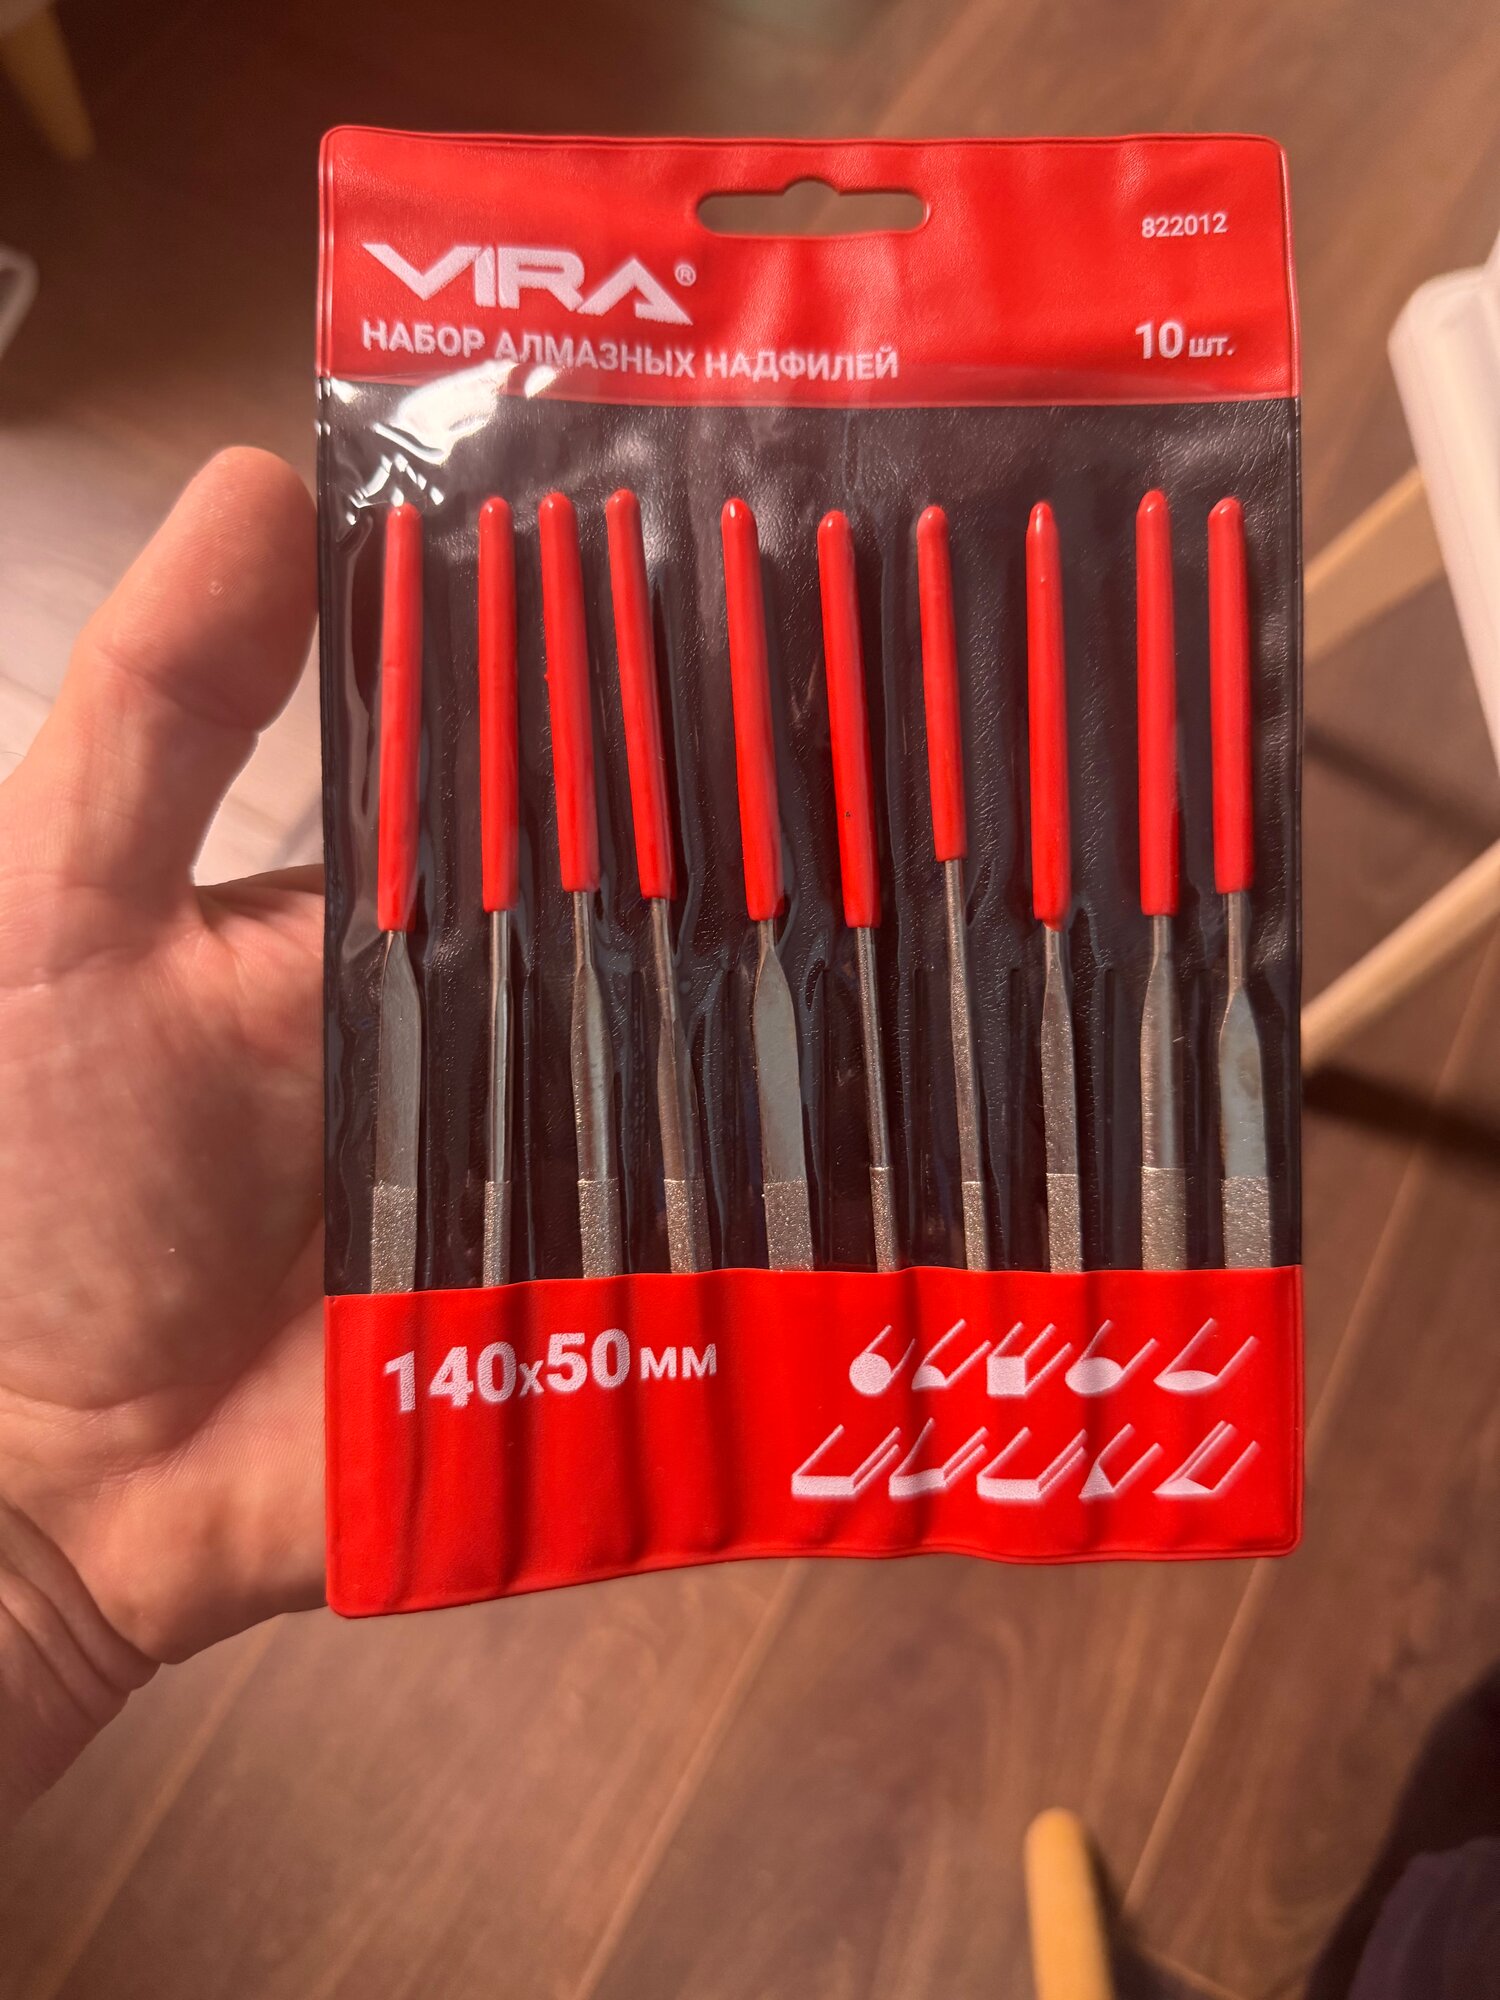 822012
VIRA®
НАБОР АЛМАЗНЫХ НАДФИЛЕЙ
10 шт.
140x50 мм